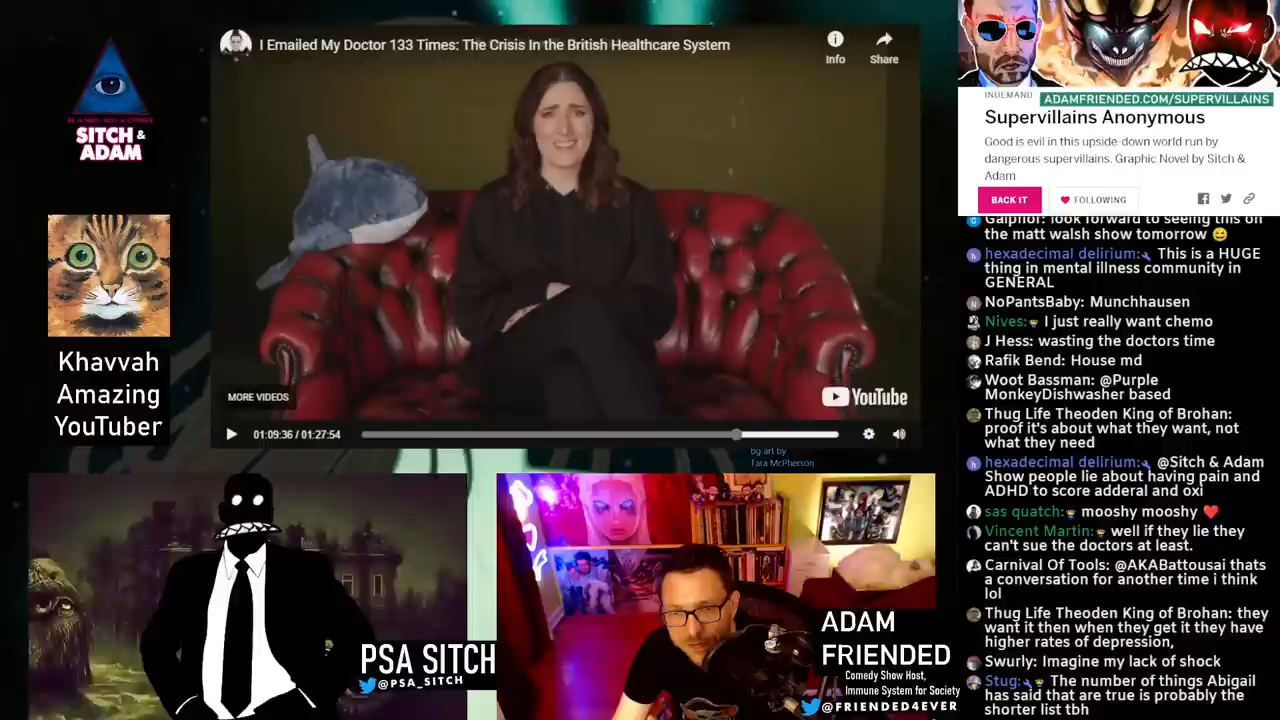 I Emailed My Doctor 133 Times: The Crisis In the British Healthcare System
Info
Share
SITCH &
ADAM
Khavvah
Amazing
YouTuber
MORE VIDEOS
YouTube
01:09:36 / 01:27:54
bg art by
Tara McPherson
PSA SITCH
@PSA_SITCH
ADAM
FRIENDED
Comedy Show Host,
Immune System for Society
@FRIENDED4EVER
INDEMAND
ADAMFRIENDED.COM/SUPERVILLAINS
Supervillains Anonymous
Good is evil in this upside-down world run by
dangerous supervillains. Graphic Novel by Sitch &
Adam
BACK IT
FOLLOWING
Galphor: look forward to seeing this on
the matt walsh show tomorrow 😄
hexadecimal delirium: This is a HUGE
thing in mental illness community in
GENERAL
NoPantsBaby: Munchhausen
Nives: I just really want chemo
J Hess: wasting the doctors time
Rafik Bend: House md
Woot Bassman: @Purple
MonkeyDishwasher based
Thug Life Theoden King of Brohan:
proof it's about what they want, not
what they need
hexadecimal delirium: @Sitch & Adam
Show people lie about having pain and
ADHD to score adderal and oxi
sas quatch: mooshy mooshy ❤️
Vincent Martin: well if they lie they
can't sue the doctors at least.
Carnival Of Tools: @AKABattousai thats
a conversation for another time i think
lol
Thug Life Theoden King of Brohan: they
want it then when they get it they have
higher rates of depression,
Swurly: Imagine my lack of shock
Stug: The number of things Abigail
has said that are true is probably the
shorter list tbh